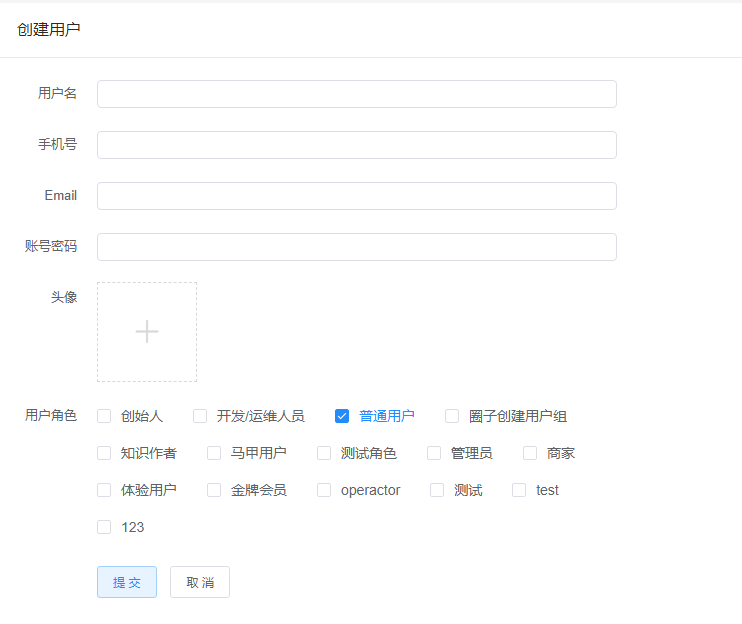 创建用户
用户名
手机号
Email
账号密码
头像
用户角色 创始人 开发/运维人员 普通用户 圈子创建用户组
知识作者 马甲用户 测试角色 管理员 商家
体验用户 金牌会员 operactor 测试 test
123
提交 取消